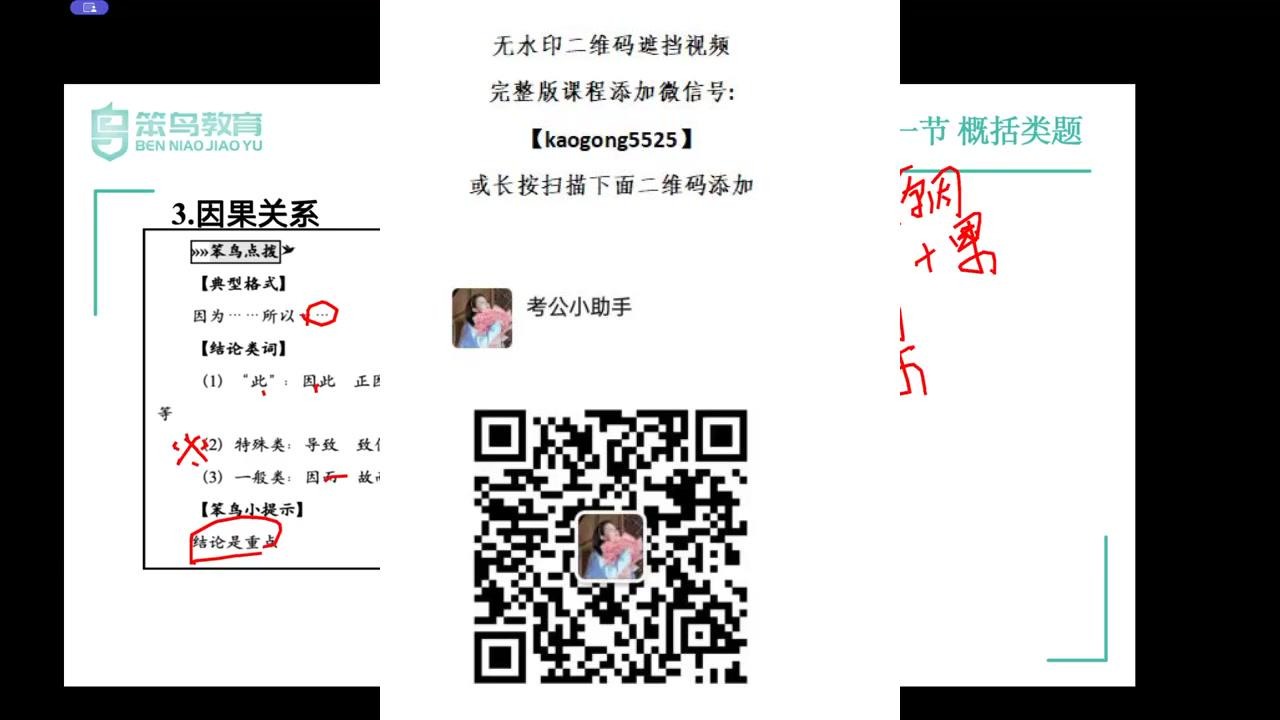 无水印二维码遮挡视频
完整版课程添加微信号:
【kaogong5525】
或长按扫描下面二维码添加
考公小助手
笨鸟教育
BEN NIAO JIAO YU
一节 概括类题
3.因果关系
»»笨鸟点拨
【典型格式】
因为……所以……
【结论类词】
(1) “此”: 因此 正因
等
(2) 特殊类: 导致 致使
(3) 一般类: 因而 故而
【笨鸟小提示】
结论是重点
+ 果